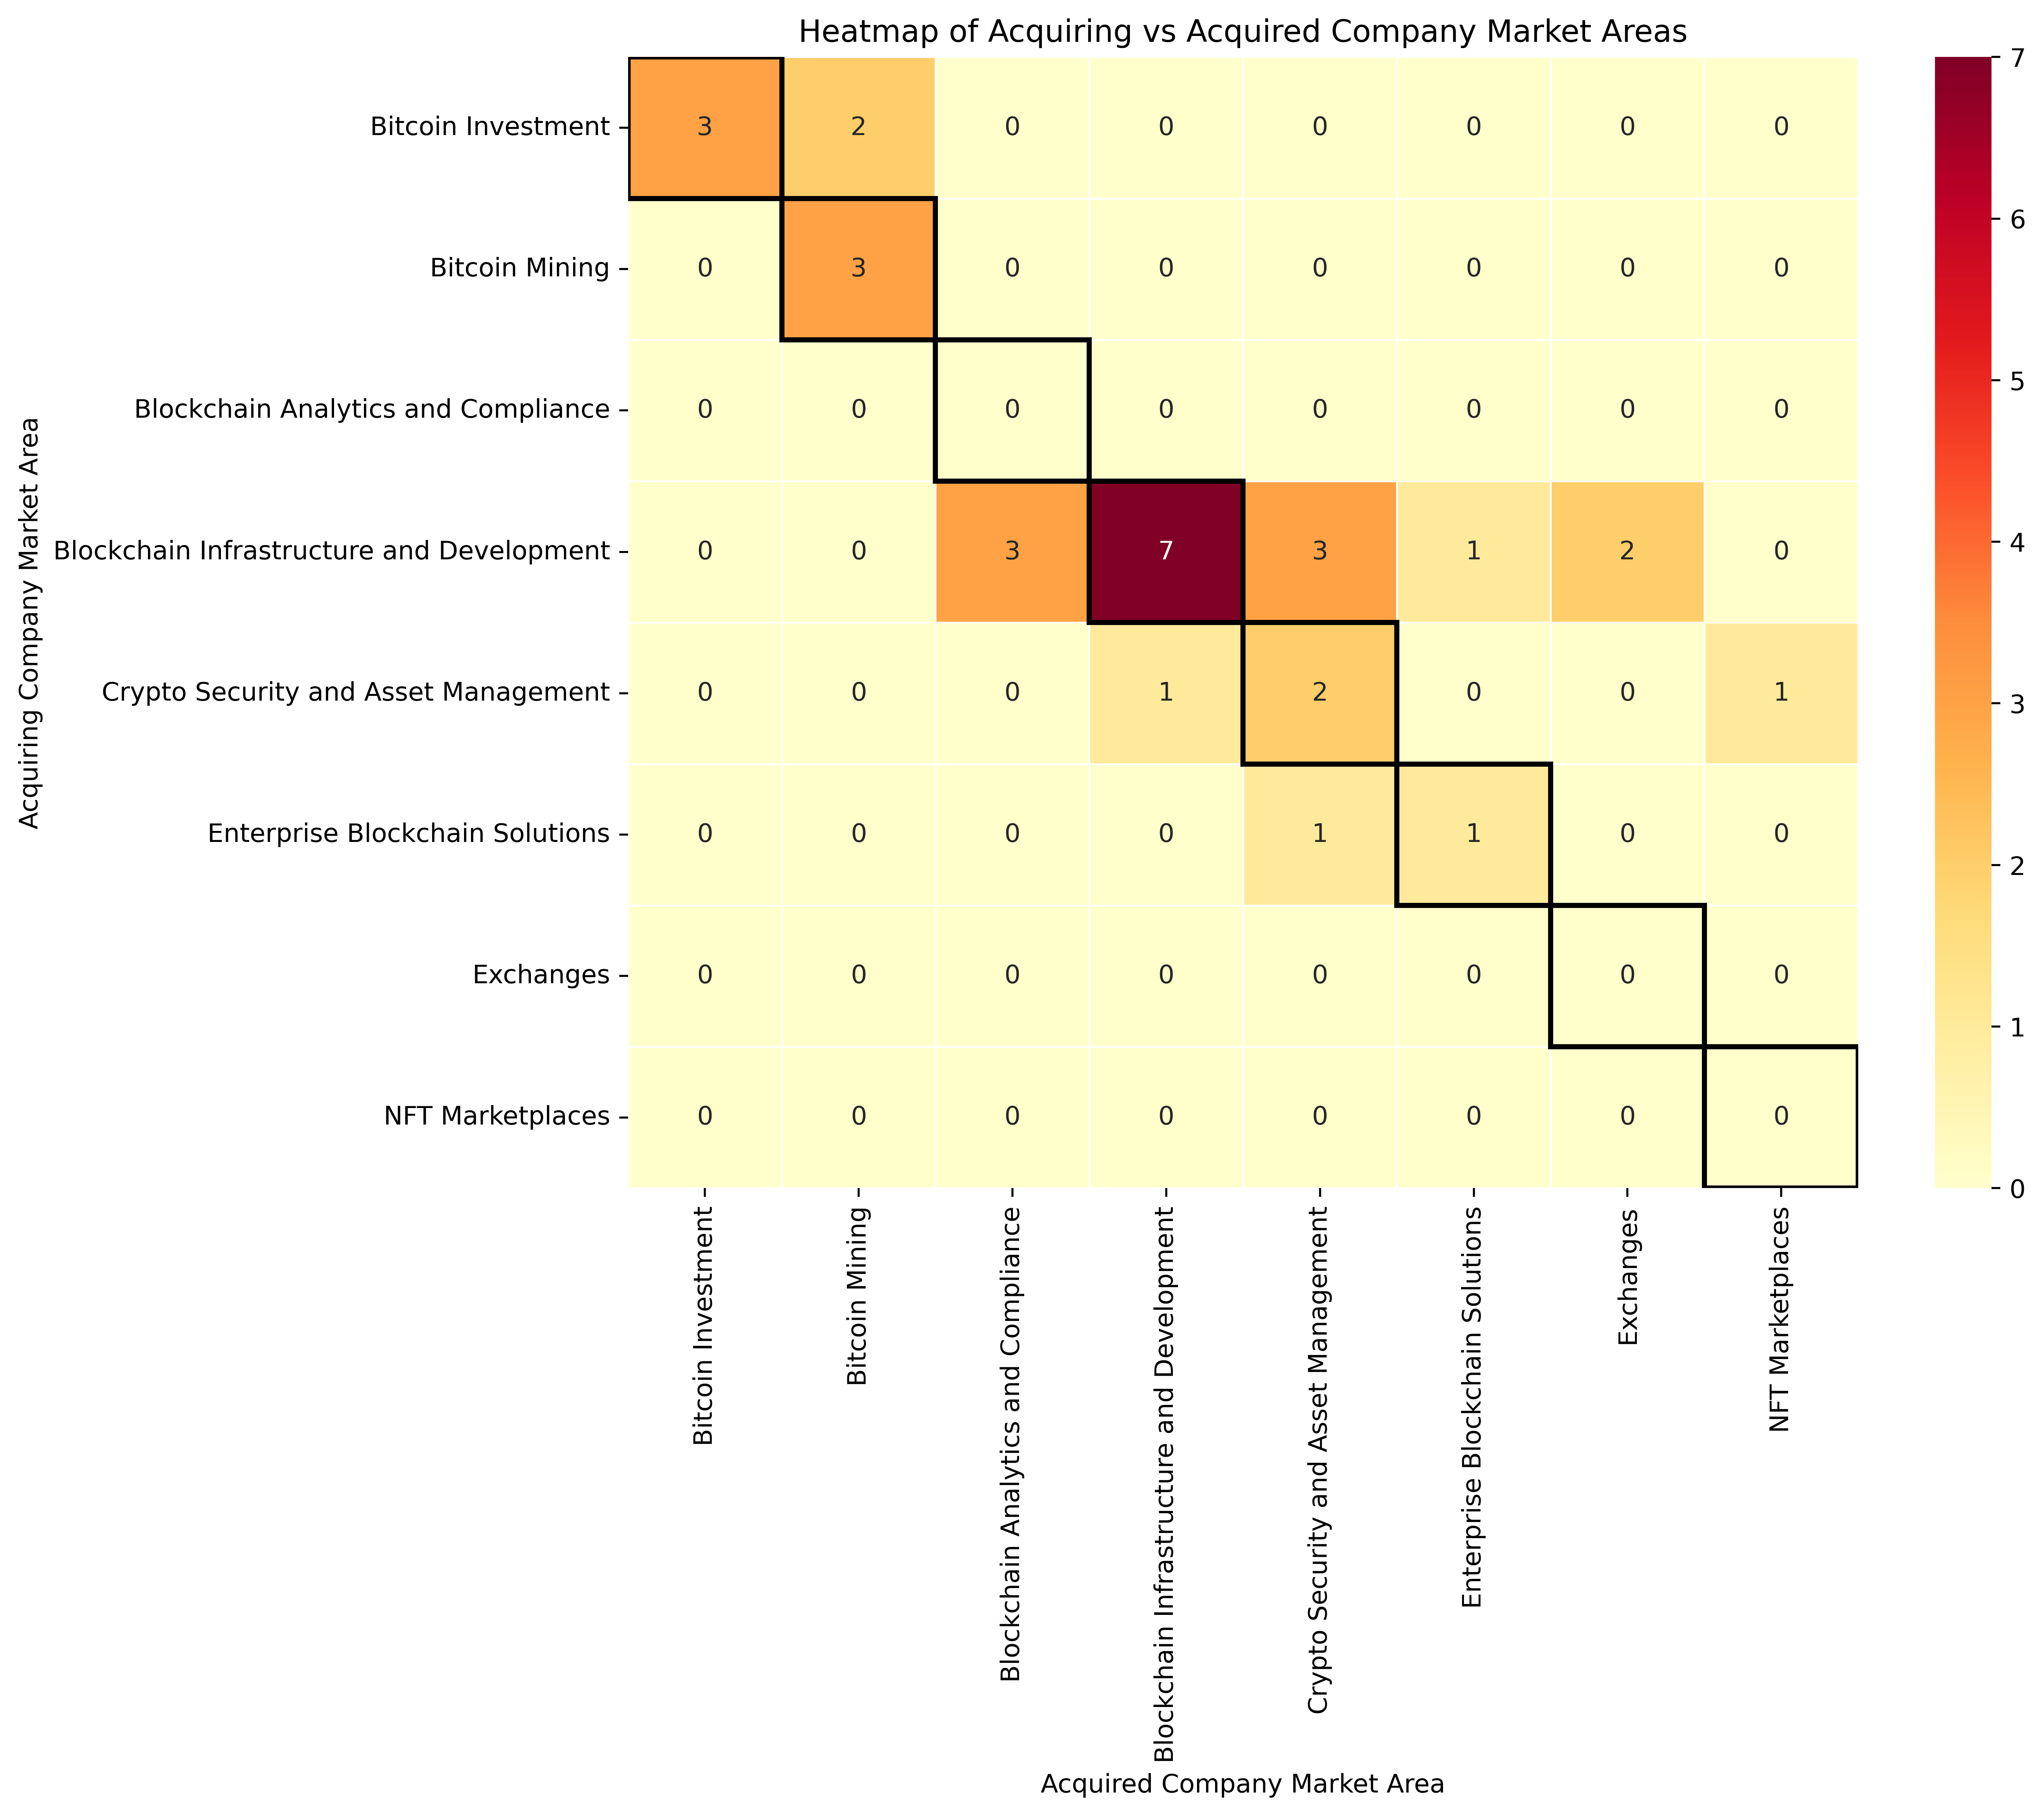 Heatmap of Acquiring vs Acquired Company Market Areas
Acquiring Company Market Area
Bitcoin Investment 3 2 0 0 0 0 0 0
Bitcoin Mining 0 3 0 0 0 0 0 0
Blockchain Analytics and Compliance 0 0 0 0 0 0 0 0
Blockchain Infrastructure and Development 0 0 3 7 3 1 2 0
Crypto Security and Asset Management 0 0 0 1 2 0 0 1
Enterprise Blockchain Solutions 0 0 0 0 1 1 0 0
Exchanges 0 0 0 0 0 0 0 0
NFT Marketplaces 0 0 0 0 0 0 0 0
Bitcoin Investment
Bitcoin Mining
Blockchain Analytics and Compliance
Blockchain Infrastructure and Development
Crypto Security and Asset Management
Enterprise Blockchain Solutions
Exchanges
NFT Marketplaces
Acquired Company Market Area
7
6
5
4
3
2
1
0